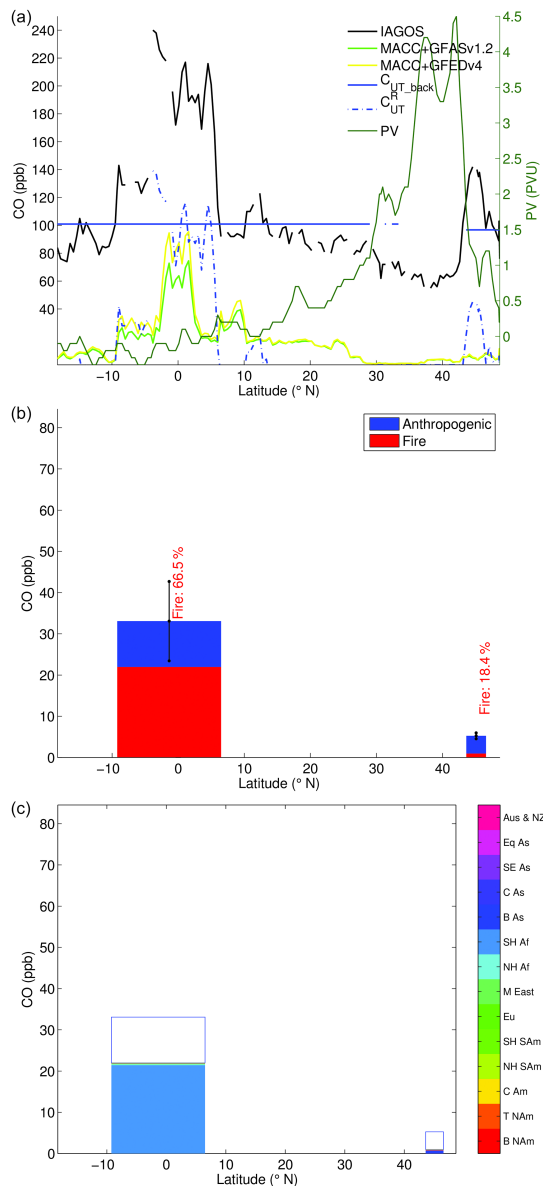 (a)
240
220
200
180
160
140
120
100
80
60
40
CO (ppb)
IAGOS
MACC+GFASv1.2
MACC+GFEDv4
C_UT_back
C^R_UT
PV
4.5
4
3.5
3
2.5
2
1.5
1
0.5
0
PV (PVU)
−10 0 10 20 30 40
Latitude (° N)
(b)
80
70
60
50
40
30
20
10
0
CO (ppb)
Anthropogenic
Fire
Fire: 66.5 %
Fire: 18.4 %
−10 0 10 20 30 40
Latitude (° N)
(c)
80
70
60
50
40
30
20
10
0
CO (ppb)
−10 0 10 20 30 40
Latitude (° N)
Aus & NZ
Eq As
SE As
C As
B As
SH Af
NH Af
M East
Eu
SH SAm
NH SAm
C Am
T NAm
B NAm